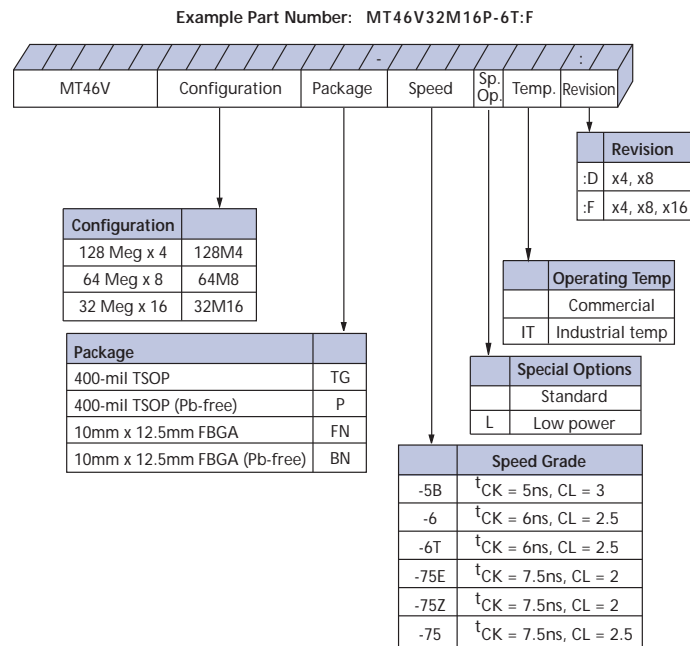 Example Part Number: MT46V32M16P-6T:F
- :
MT46V Configuration Package Speed Sp. Op. Temp. Revision
Revision
:D x4, x8
:F x4, x8, x16
Configuration
128 Meg x 4 128M4
64 Meg x 8 64M8
32 Meg x 16 32M16
Operating Temp
Commercial
IT Industrial temp
Package
400-mil TSOP TG
400-mil TSOP (Pb-free) P
10mm x 12.5mm FBGA FN
10mm x 12.5mm FBGA (Pb-free) BN
Special Options
Standard
L Low power
Speed Grade
-5B tCK = 5ns, CL = 3
-6 tCK = 6ns, CL = 2.5
-6T tCK = 6ns, CL = 2.5
-75E tCK = 7.5ns, CL = 2
-75Z tCK = 7.5ns, CL = 2
-75 tCK = 7.5ns, CL = 2.5